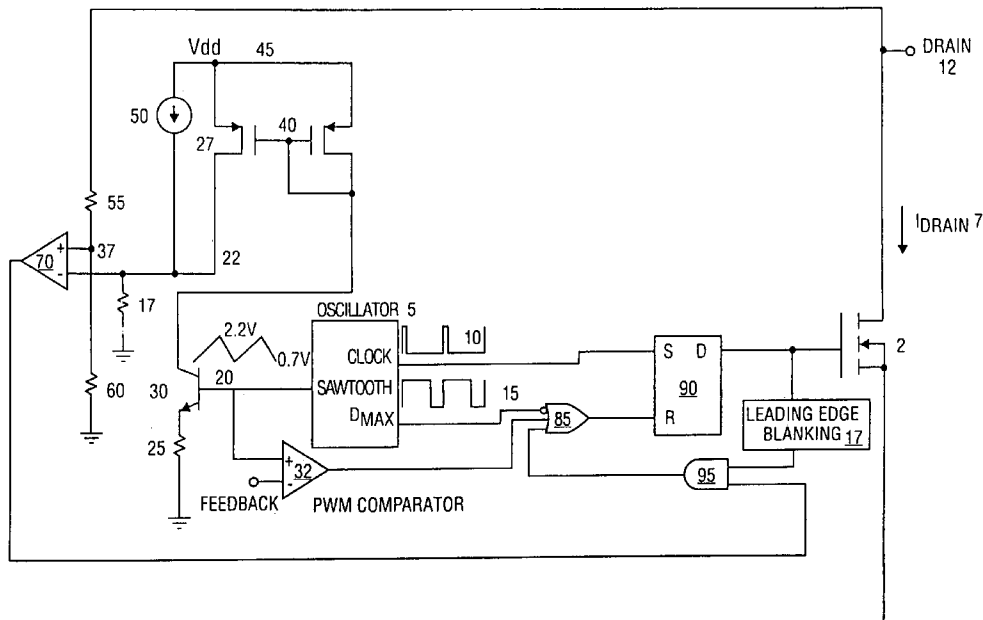 Vdd
45
DRAIN
12
50
40
27
55
IDRAIN 7
37
22
70
+
-
17
OSCILLATOR 5
2.2V
10
CLOCK
0.7V
2
S D
20
SAWTOOTH
15
30
60
90
DMAX
85
LEADING EDGE
BLANKING 17
R
25
+
32
95
-
FEEDBACK
PWM COMPARATOR